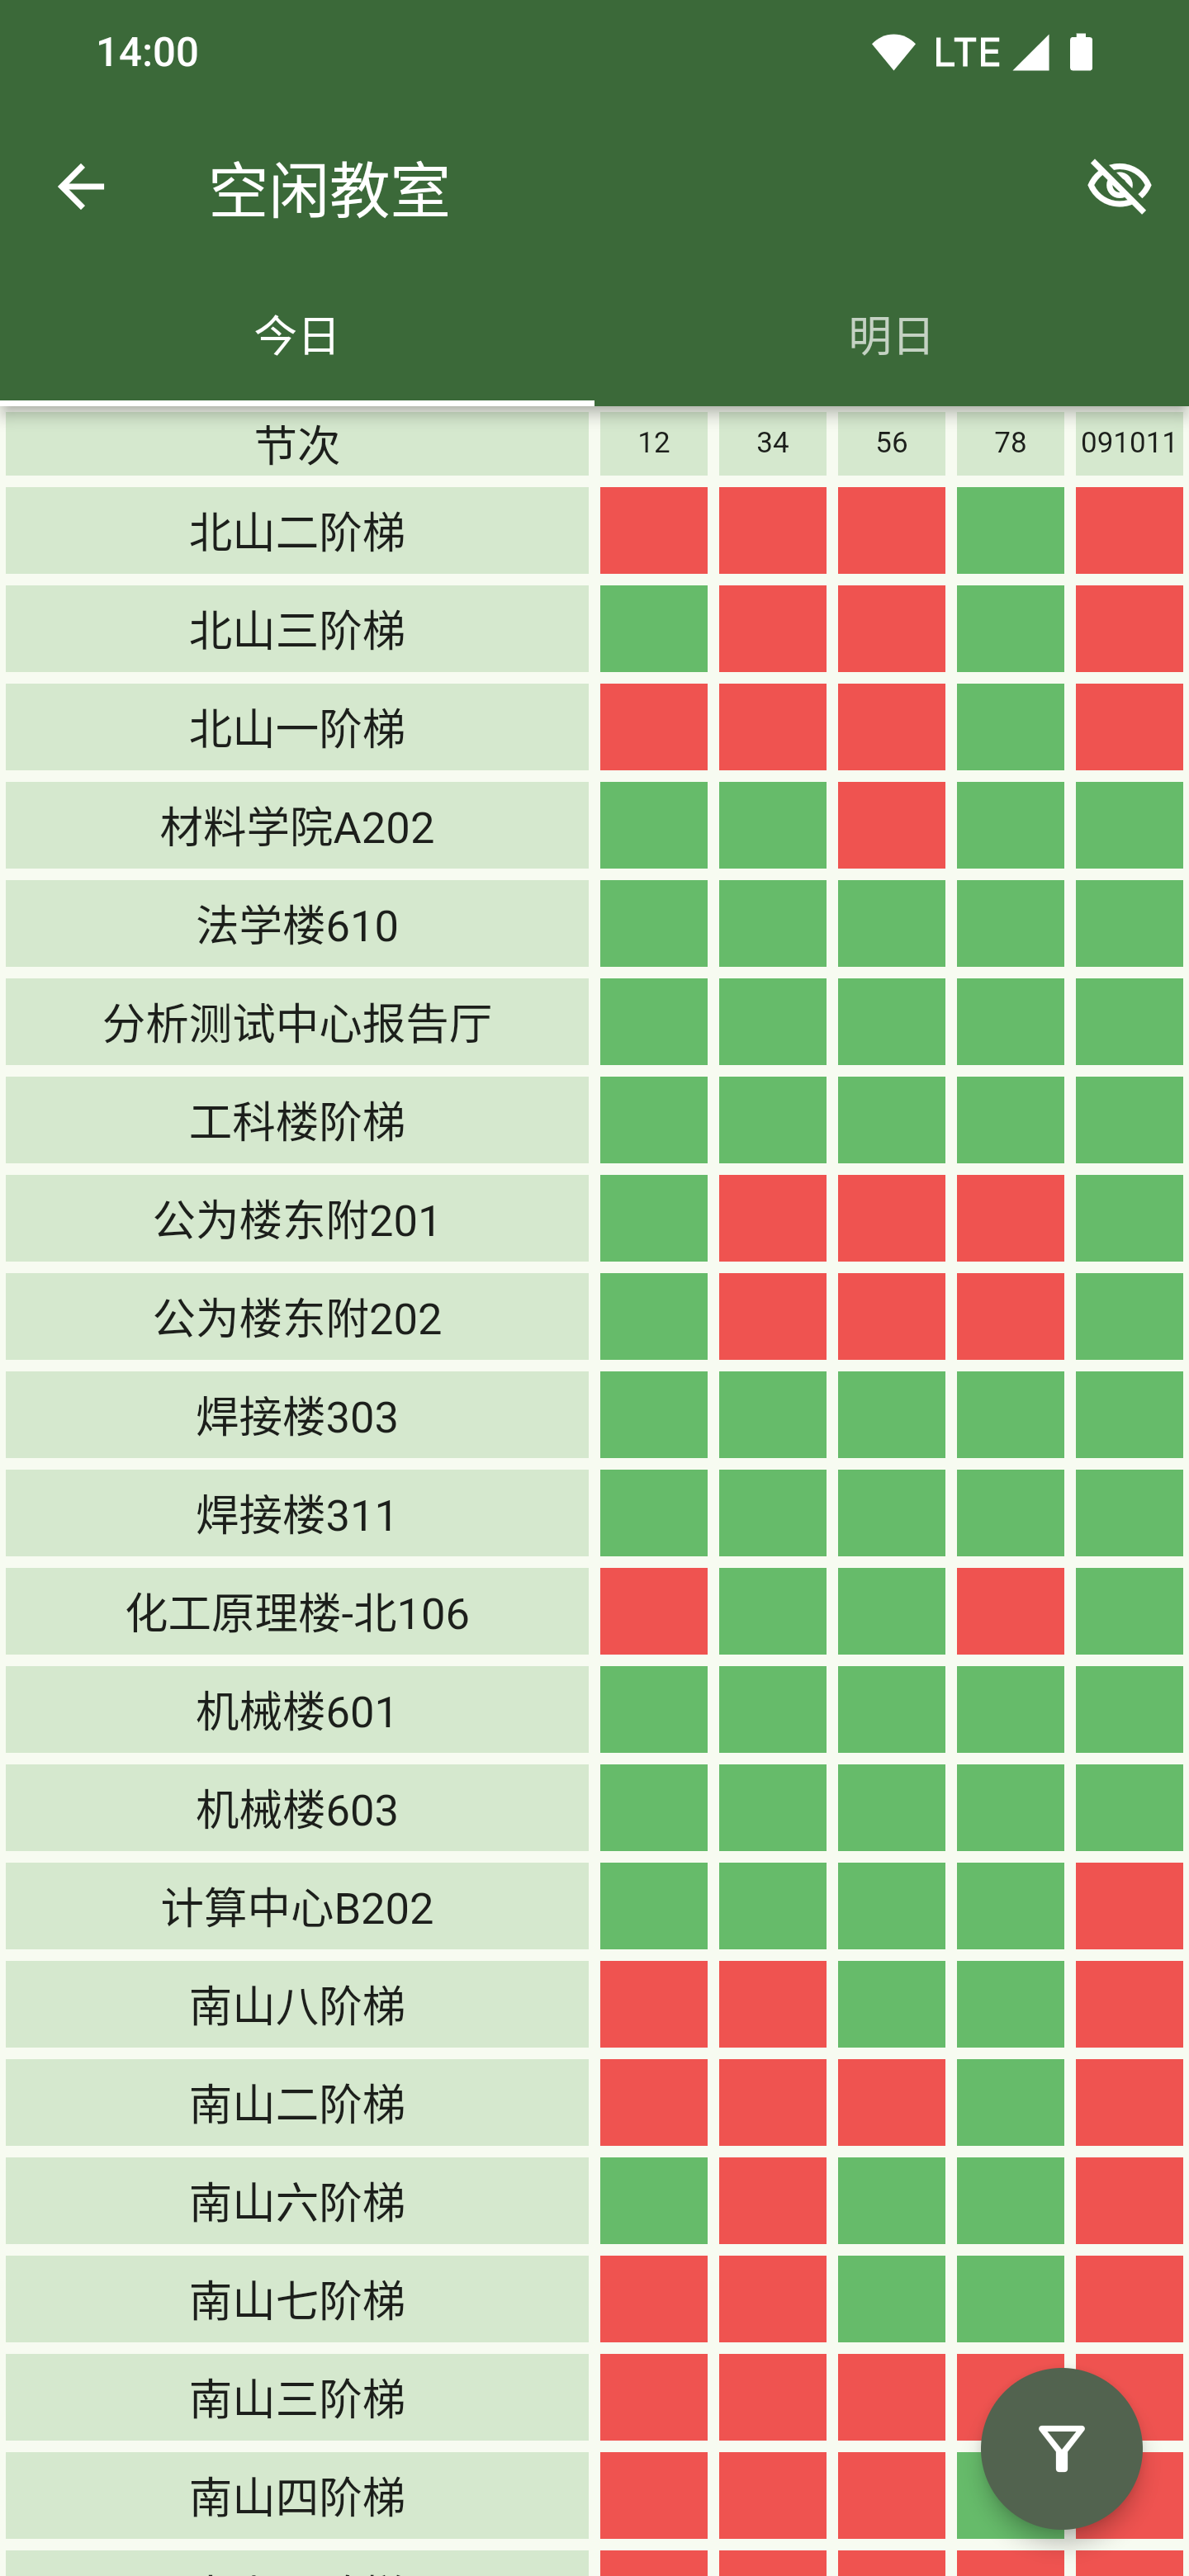 14:00 LTE
空闲教室
今日 明日
节次 12 34 56 78 091011
北山二阶梯
北山三阶梯
北山一阶梯
材料学院A202
法学楼610
分析测试中心报告厅
工科楼阶梯
公为楼东附201
公为楼东附202
焊接楼303
焊接楼311
化工原理楼-北106
机械楼601
机械楼603
计算中心B202
南山八阶梯
南山二阶梯
南山六阶梯
南山七阶梯
南山三阶梯
南山四阶梯